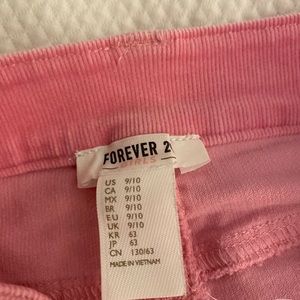 FOREVER 2
GIRLS
US 9/10
CA 9/10
MX 9/10
BR 9/10
EU 9/10
UK 9/10
KR 63
JP 63
CN 130/63
MADE IN VIETNAM